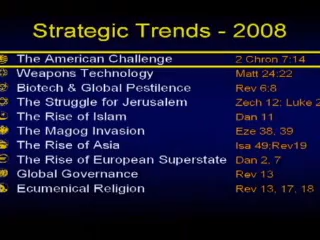 Strategic Trends - 2008
The American Challenge 2 Chron 7:14
Weapons Technology Matt 24:22
Biotech & Global Pestilence Rev 6:8
The Struggle for Jerusalem Zech 12; Luke 2
The Rise of Islam Dan 11
The Magog Invasion Eze 38, 39
The Rise of Asia Isa 49;Rev19
The Rise of European Superstate Dan 2, 7
Global Governance Rev 13
Ecumenical Religion Rev 13, 17, 18